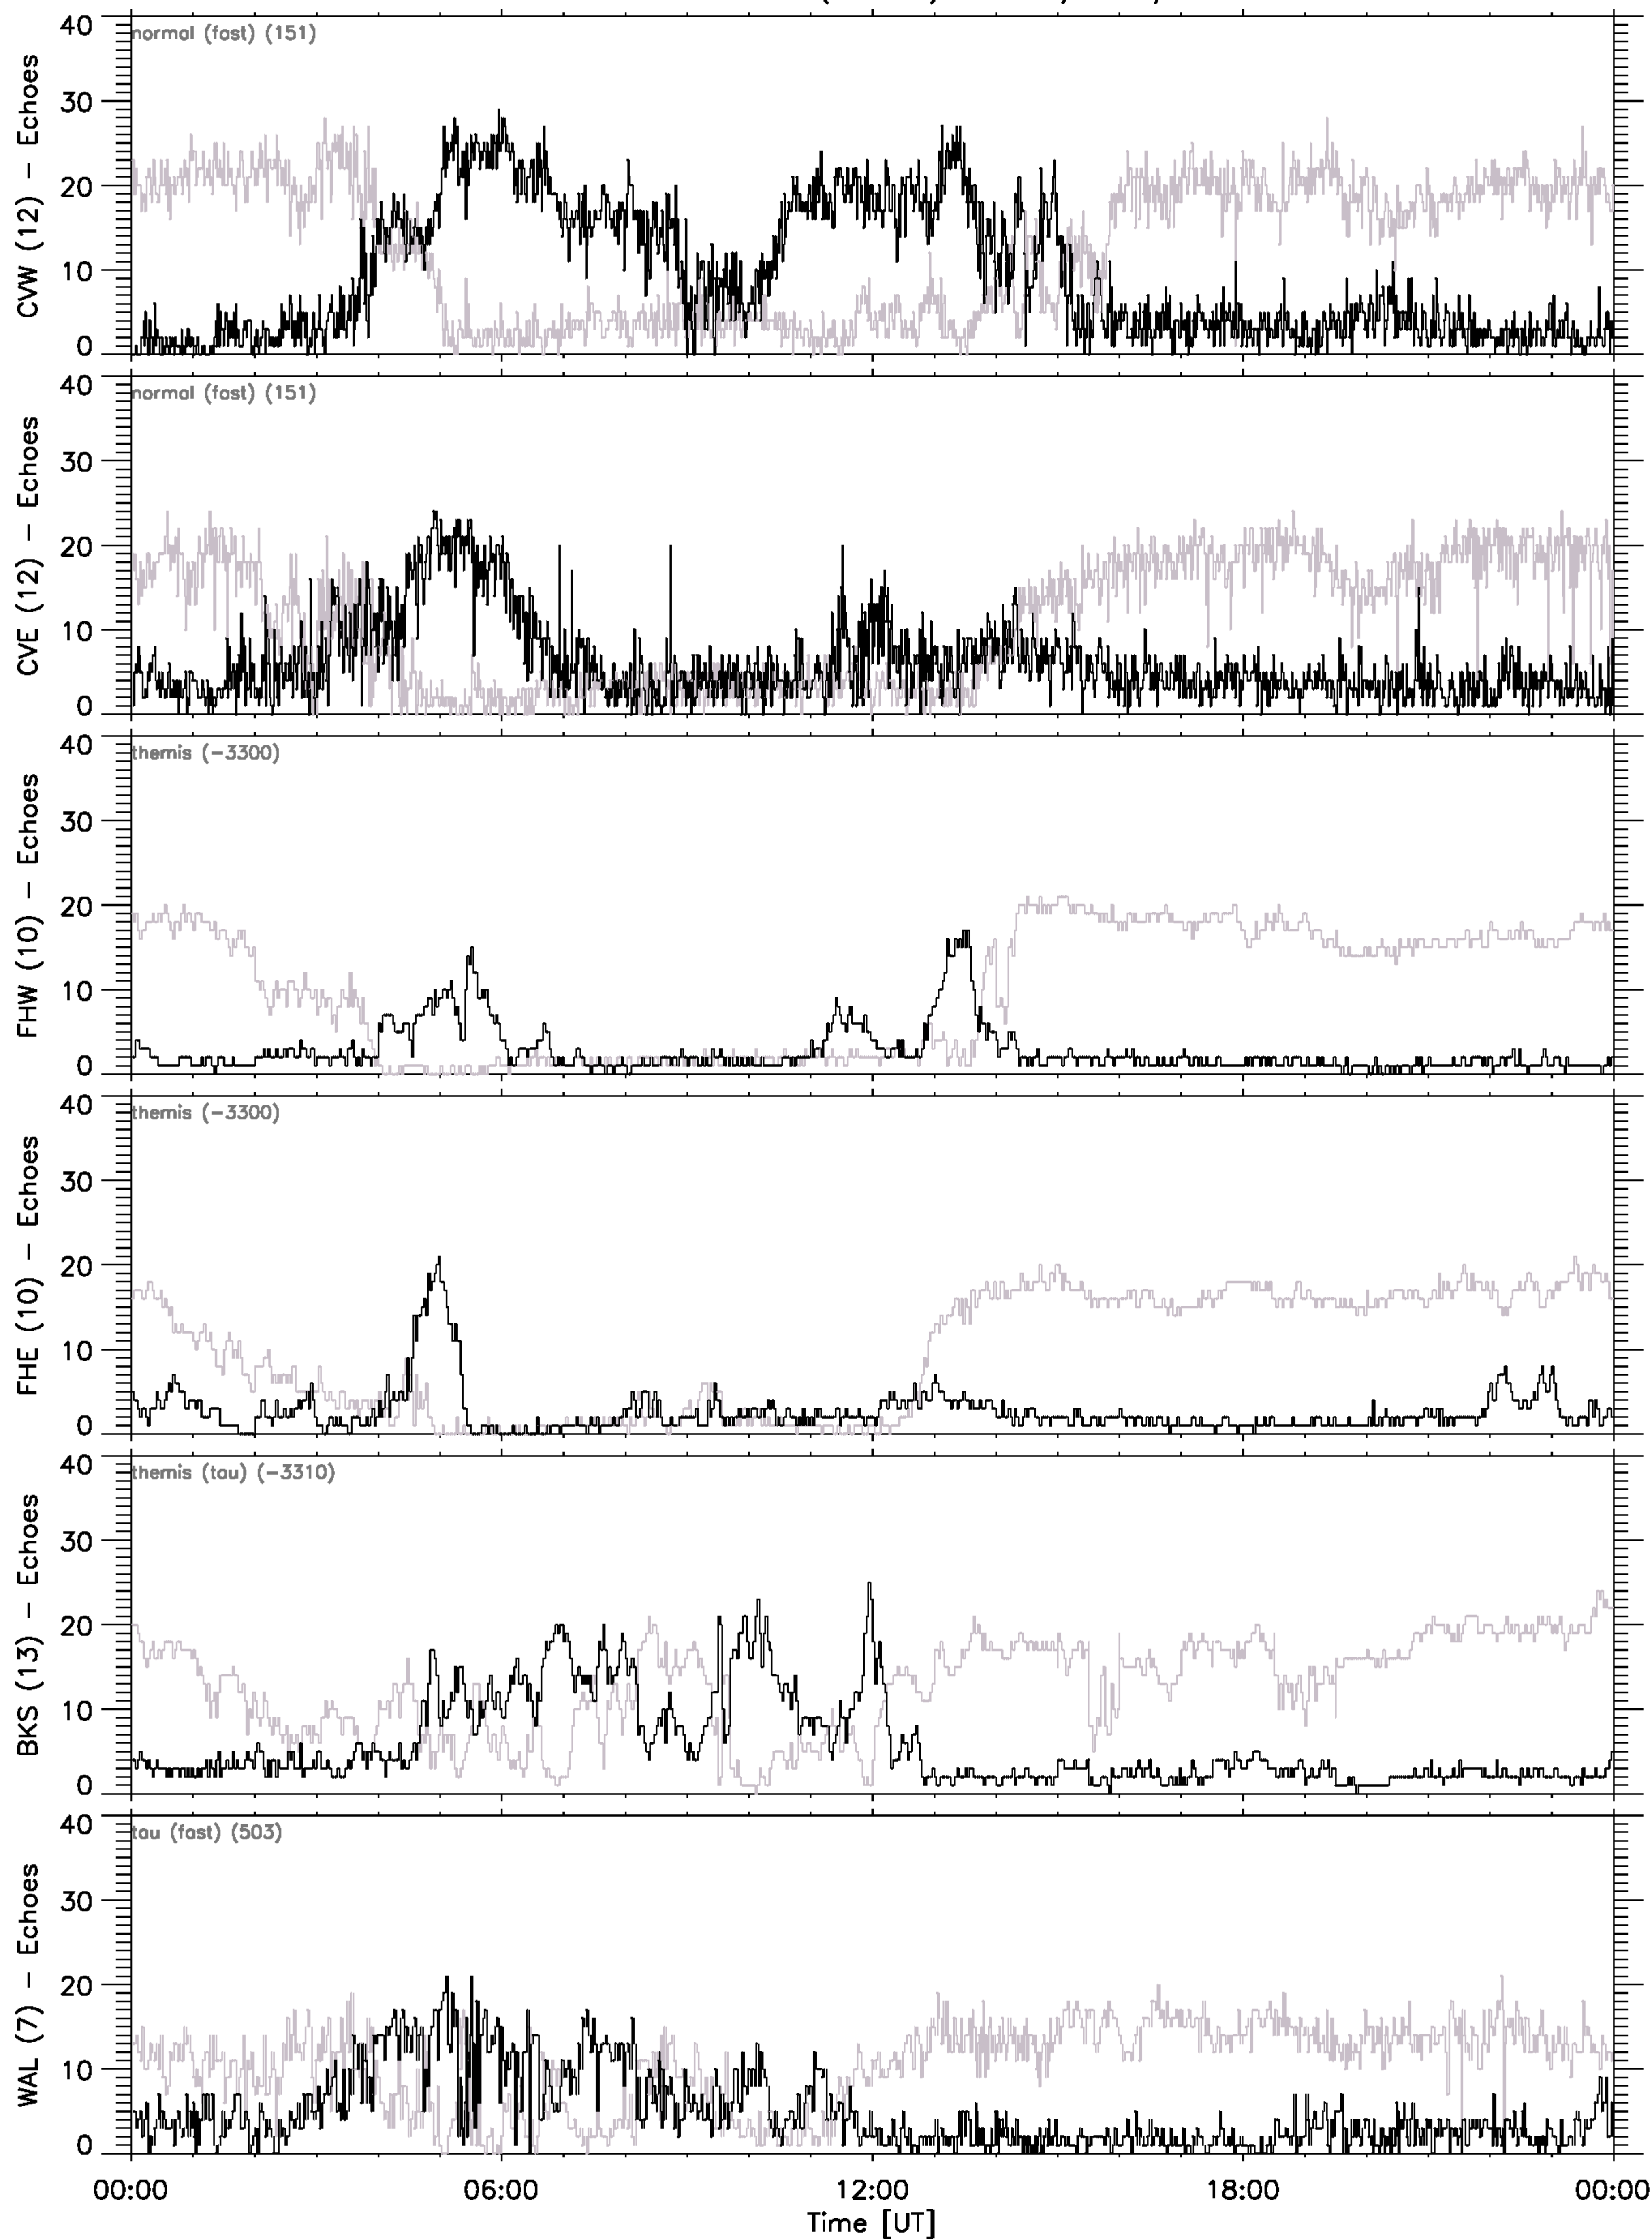 40
normal (fast) (151)
30
20
10
0
CVW (12) – Echoes
40
normal (fast) (151)
30
20
10
0
CVE (12) – Echoes
40
themis (-3300)
30
20
10
0
FHW (10) – Echoes
40
themis (-3300)
30
20
10
0
FHE (10) – Echoes
40
themis (tau) (-3310)
30
20
10
0
BKS (13) – Echoes
40
tau (fast) (503)
30
20
10
0
WAL (7) – Echoes
00:00 06:00 12:00 18:00 00:00
Time [UT]